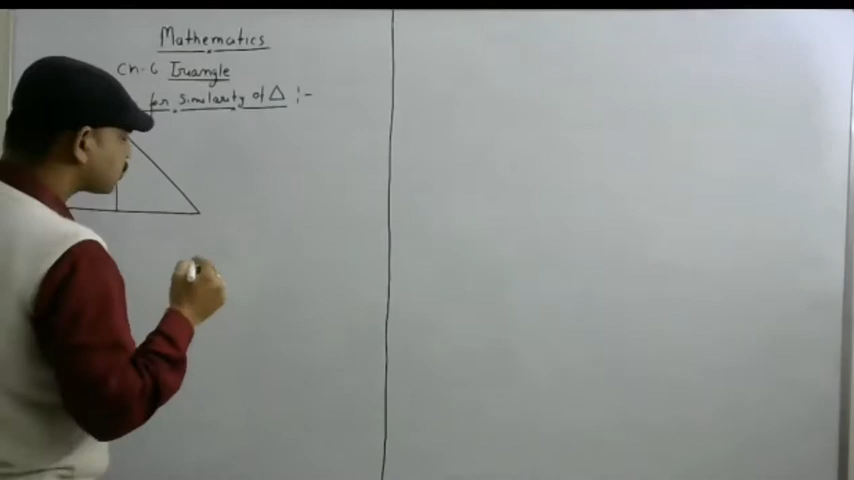 Mathematics
Ch-6 Triangle
for similarity of △ :-